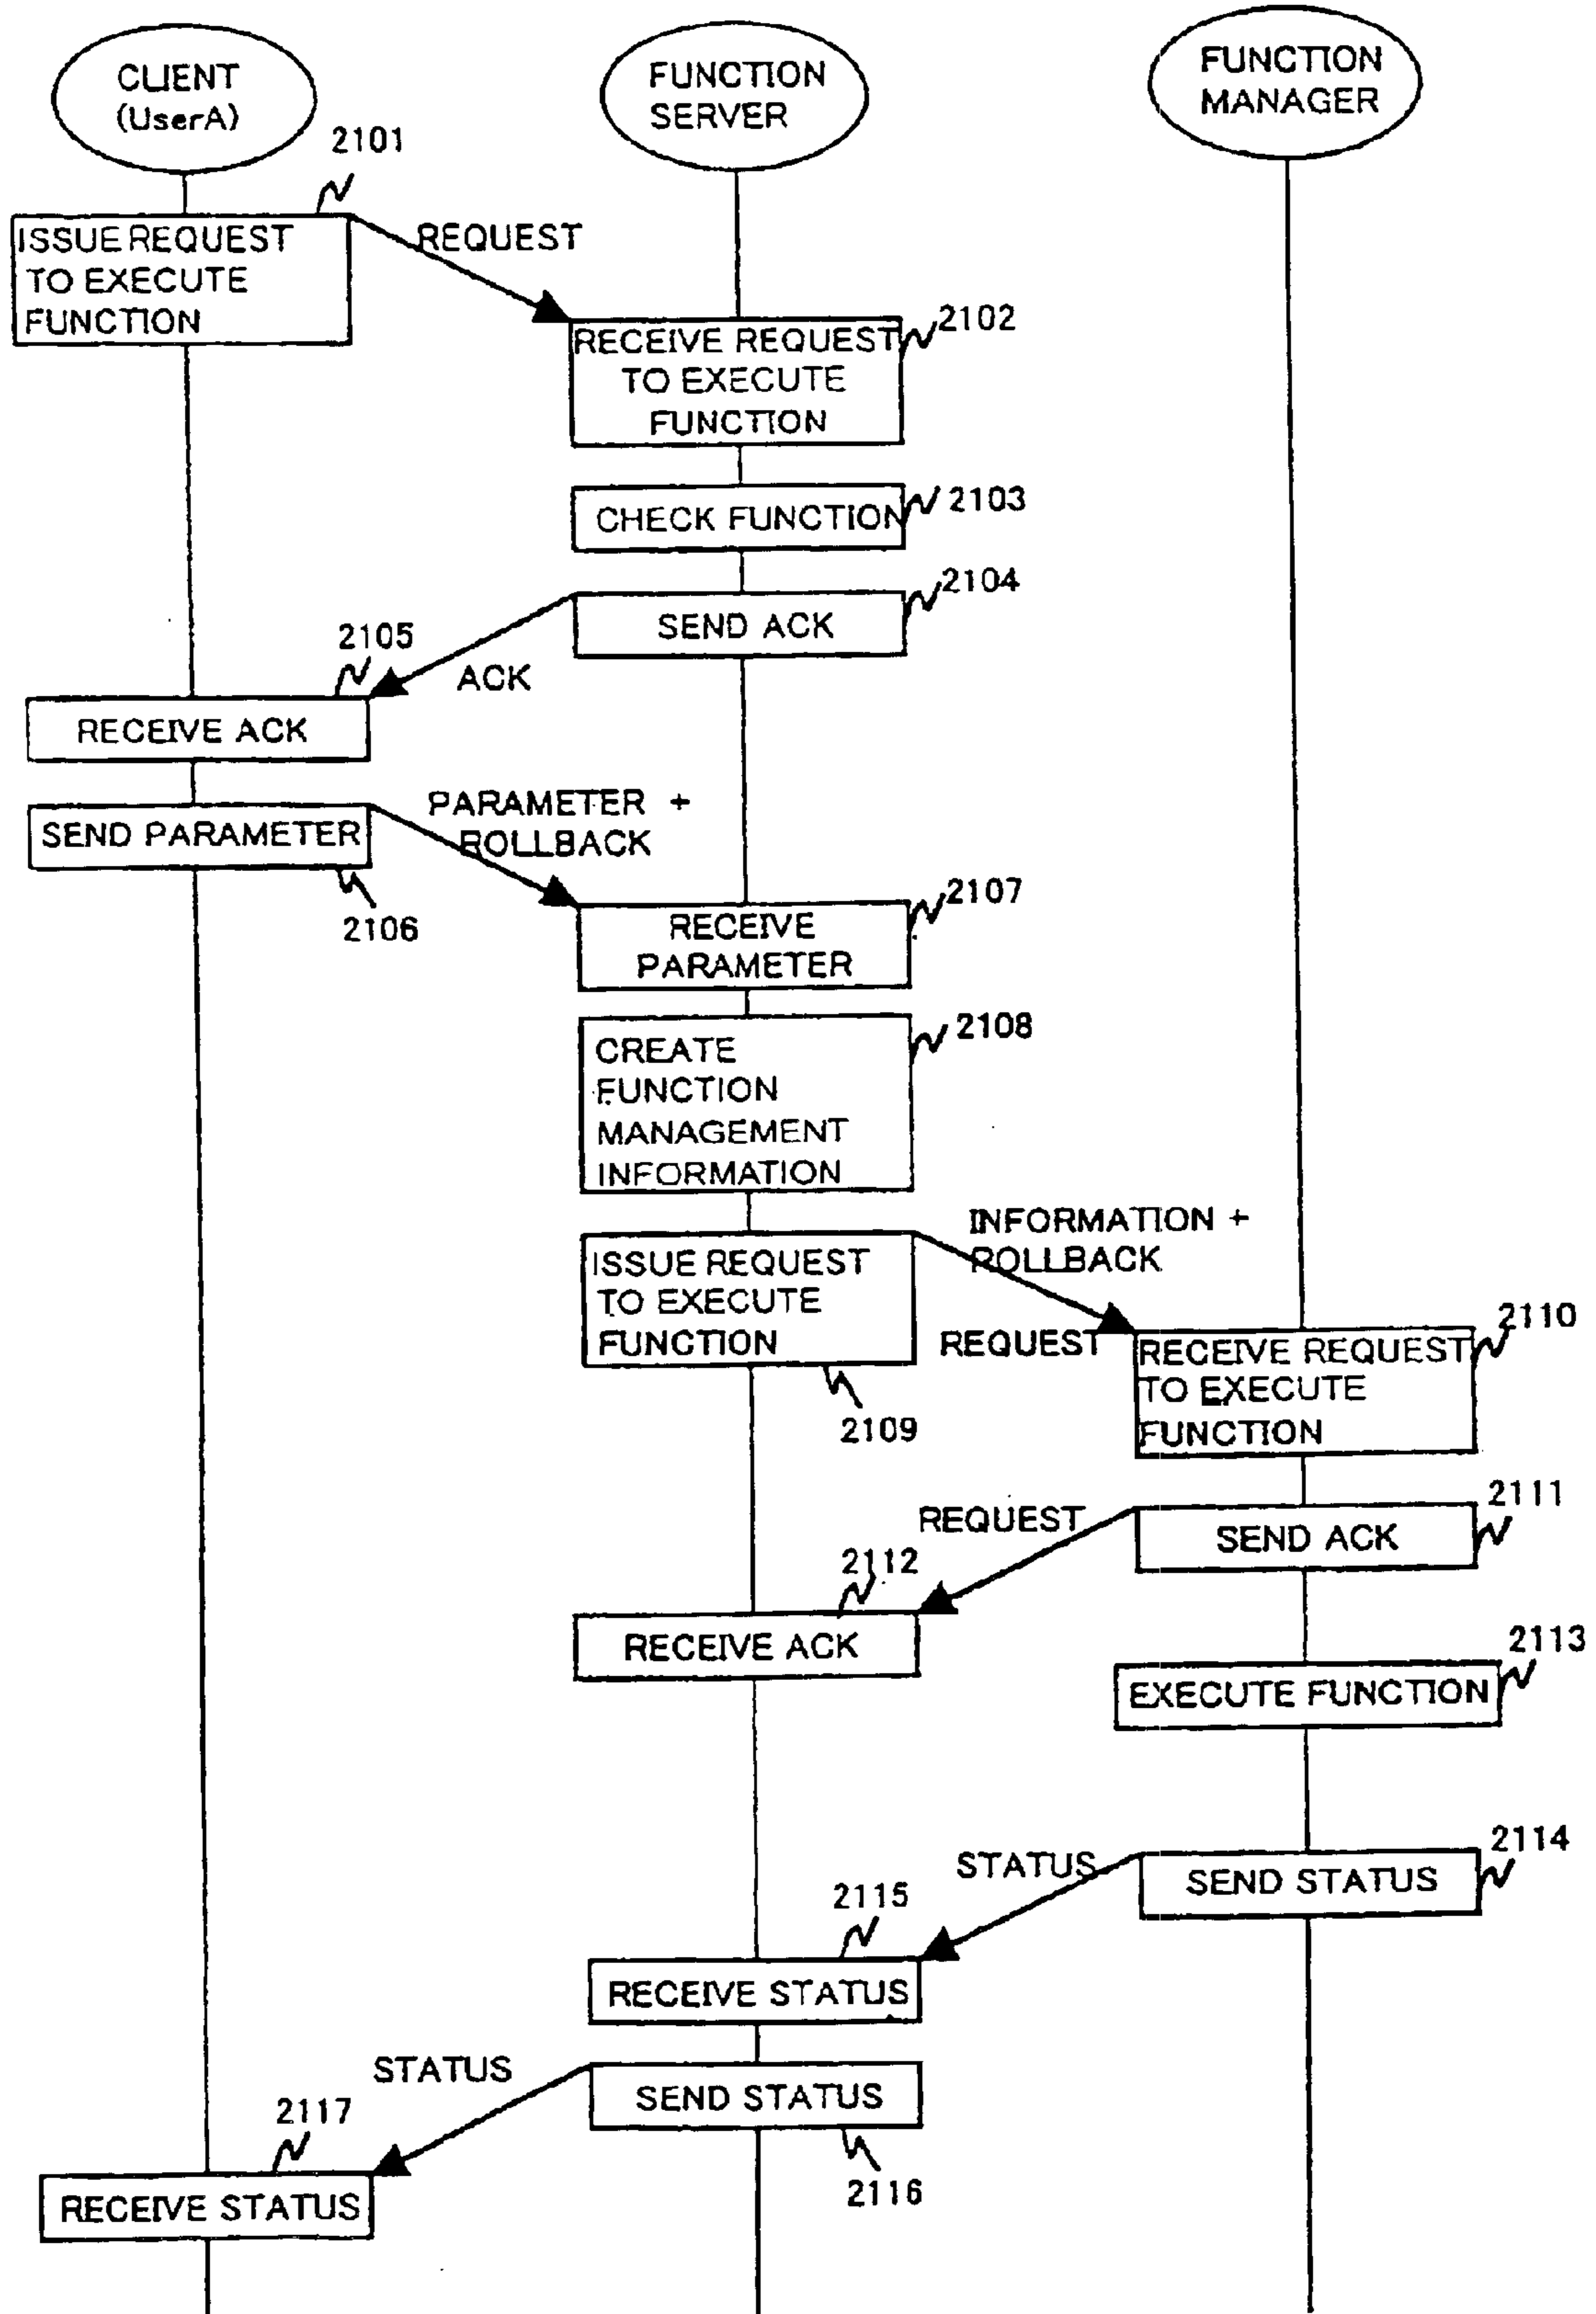 CLIENT
(UserA)
FUNCTION
SERVER
FUNCTION
MANAGER
2101
ISSUE REQUEST
TO EXECUTE
FUNCTION
REQUEST
2102
RECEIVE REQUEST
TO EXECUTE
FUNCTION
2103
CHECK FUNCTION
2104
SEND ACK
2105
ACK
RECEIVE ACK
PARAMETER +
ROLLBACK
SEND PARAMETER
2106
2107
RECEIVE
PARAMETER
2108
CREATE
FUNCTION
MANAGEMENT
INFORMATION
INFORMATION +
ROLLBACK
ISSUE REQUEST
TO EXECUTE
FUNCTION
REQUEST
2109
2110
RECEIVE REQUEST
TO EXECUTE
FUNCTION
2111
REQUEST
SEND ACK
2112
RECEIVE ACK
2113
EXECUTE FUNCTION
2114
STATUS
SEND STATUS
2115
RECEIVE STATUS
STATUS
SEND STATUS
2116
2117
RECEIVE STATUS